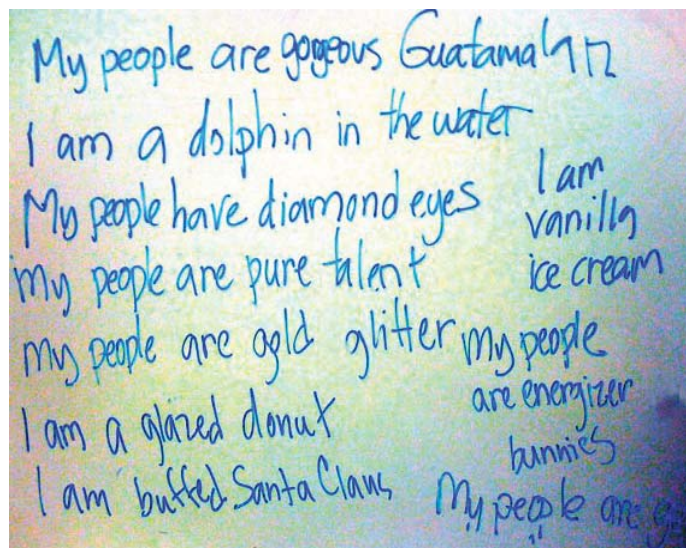 My people are gorgeous Guatamalan
I am a dolphin in the water
My people have diamond eyes
my people are pure talent
my people are gold glitter
I am a glazed donut
I am buffed Santa Claus
I am
vanilla
ice cream
My people
are energizer
bunnies
My people are